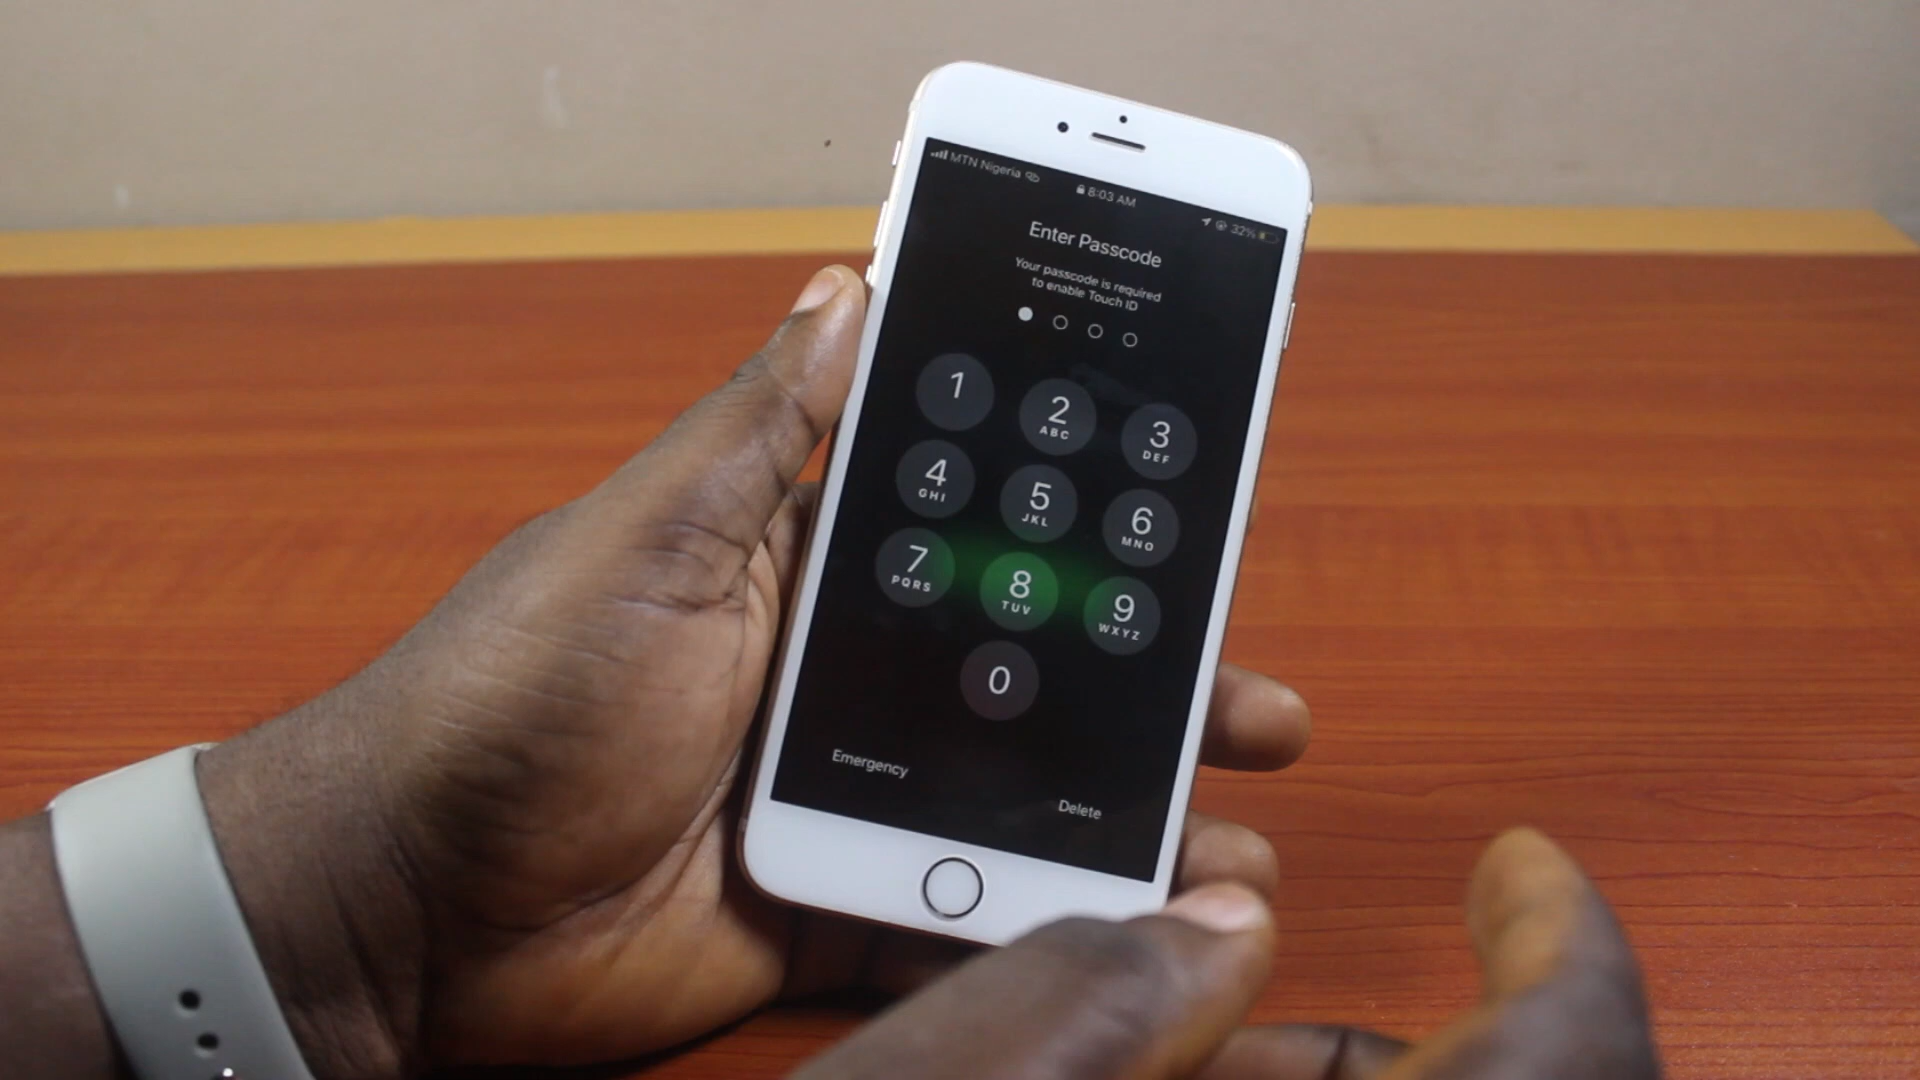 MTN Nigeria
8:03 AM
32%
Enter Passcode
Your passcode is required
to enable Touch ID
1
2
ABC
3
DEF
4
GHI
5
JKL
6
MNO
7
PQRS
8
TUV
9
WXYZ
0
Emergency
Delete